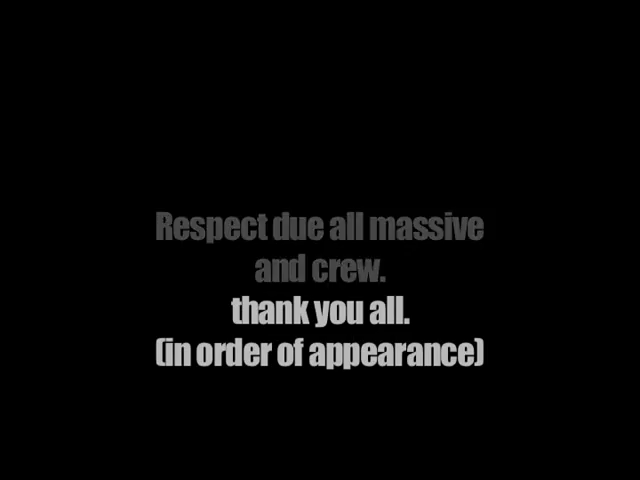 Respect due all massive
and crew.
thank you all.
(in order of appearance)